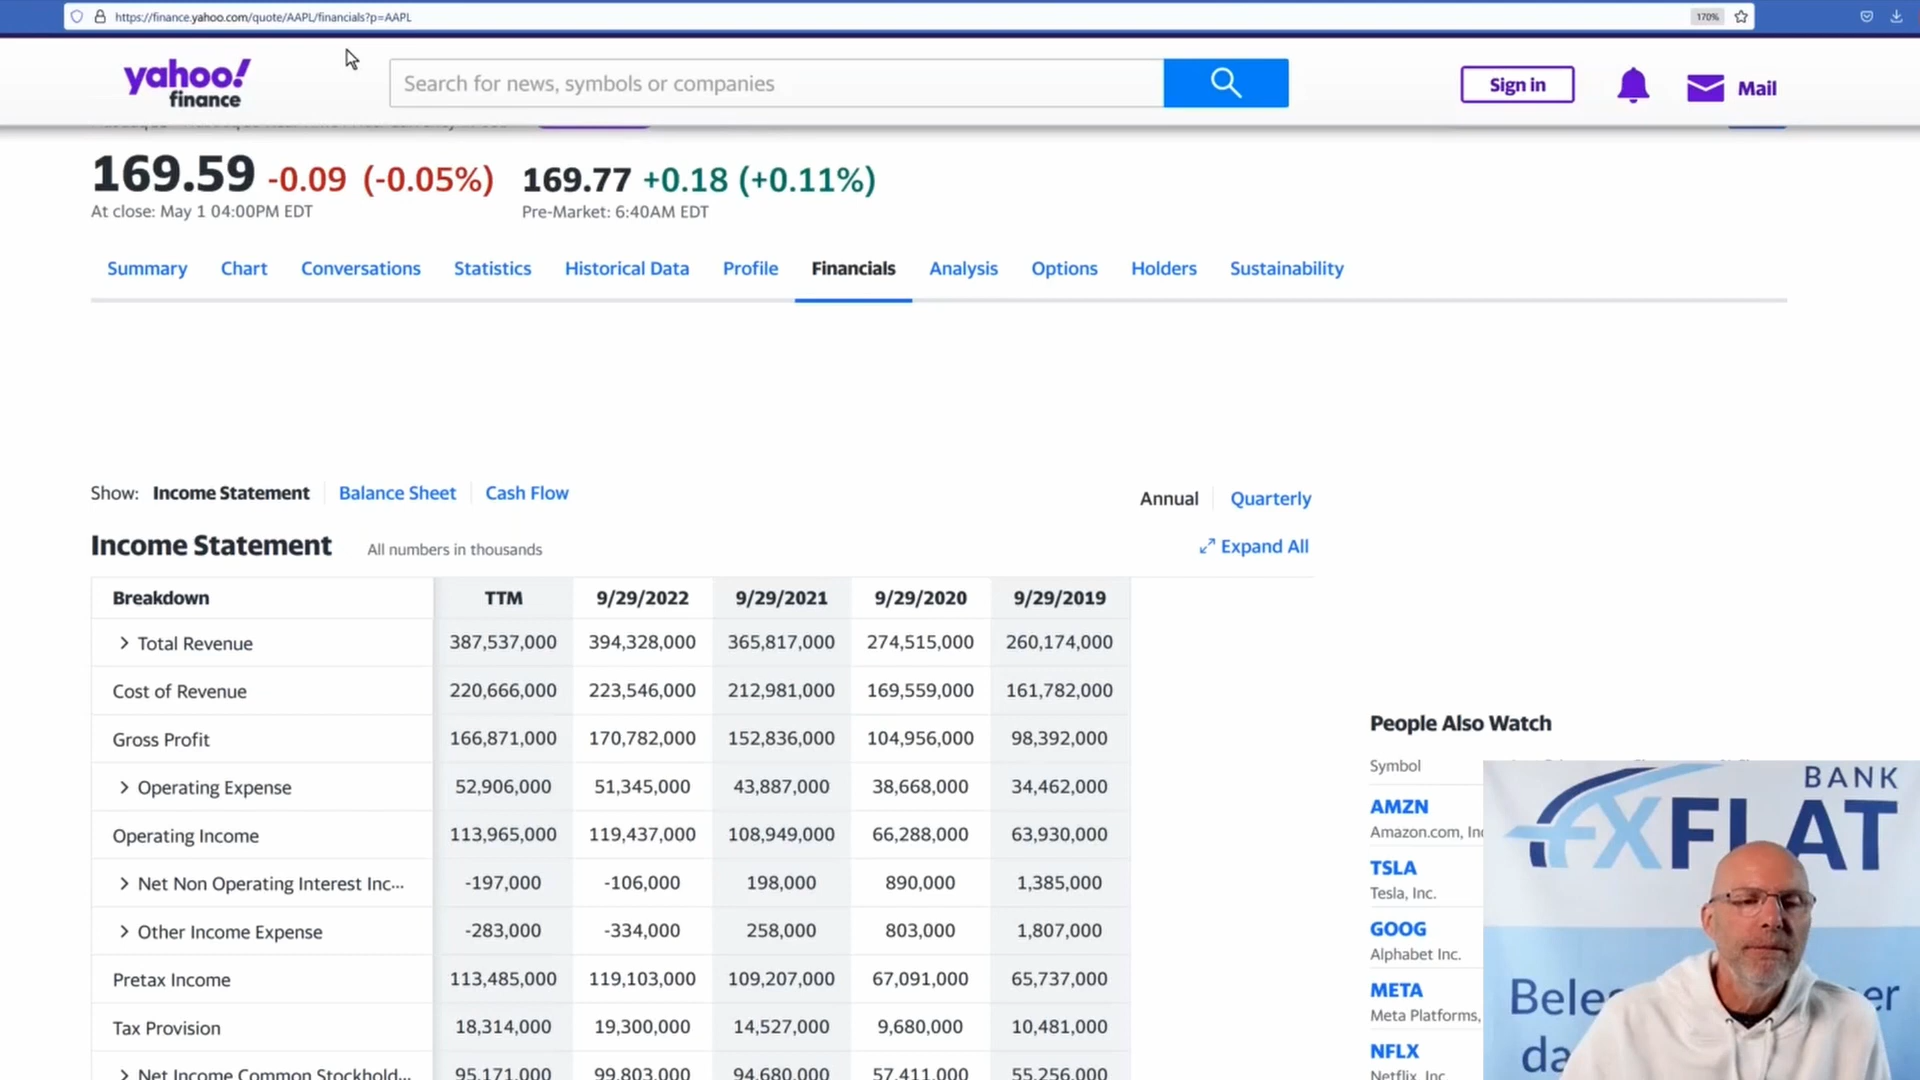 https://finance.yahoo.com/quote/AAPL/financials?p=AAPL
170%
yahoo!
finance
Search for news, symbols or companies
Sign in
Mail
169.59 -0.09 (-0.05%)
169.77 +0.18 (+0.11%)
At close: May 1 04:00PM EDT
Pre-Market: 6:40AM EDT
Summary Chart Conversations Statistics Historical Data Profile Financials Analysis Options Holders Sustainability
Show: Income Statement Balance Sheet Cash Flow
Annual Quarterly
Income Statement All numbers in thousands
Expand All
Breakdown TTM 9/29/2022 9/29/2021 9/29/2020 9/29/2019
Total Revenue 387,537,000 394,328,000 365,817,000 274,515,000 260,174,000
Cost of Revenue 220,666,000 223,546,000 212,981,000 169,559,000 161,782,000
Gross Profit 166,871,000 170,782,000 152,836,000 104,956,000 98,392,000
Operating Expense 52,906,000 51,345,000 43,887,000 38,668,000 34,462,000
Operating Income 113,965,000 119,437,000 108,949,000 66,288,000 63,930,000
Net Non Operating Interest Inc... -197,000 -106,000 198,000 890,000 1,385,000
Other Income Expense -283,000 -334,000 258,000 803,000 1,807,000
Pretax Income 113,485,000 119,103,000 109,207,000 67,091,000 65,737,000
Tax Provision 18,314,000 19,300,000 14,527,000 9,680,000 10,481,000
Net Income Common Stockhold... 95,171,000 99,803,000 94,680,000 57,411,000 55,256,000
People Also Watch
Symbol
AMZN
Amazon.com, Inc
TSLA
Tesla, Inc.
GOOG
Alphabet Inc.
META
Meta Platforms,
NFLX
Netflix, Inc.
BANK
FXFLAT